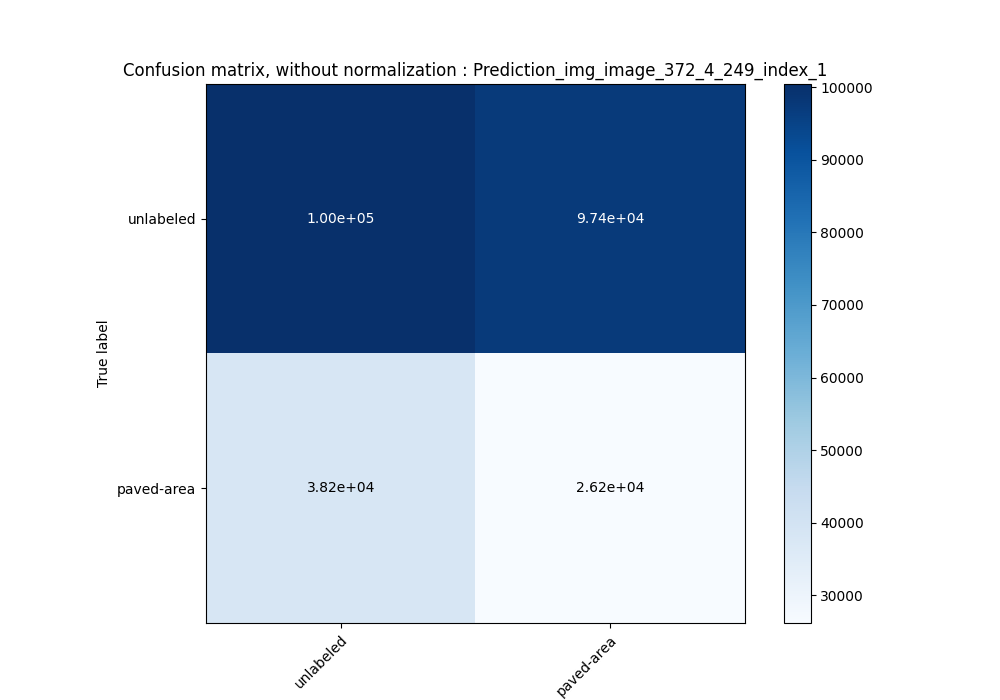 Confusion matrix, without normalization : Prediction_img_image_372_4_249_index_1
True label
unlabeled
paved-area
1.00e+05
9.74e+04
3.82e+04
2.62e+04
unlabeled
paved-area
100000
90000
80000
70000
60000
50000
40000
30000